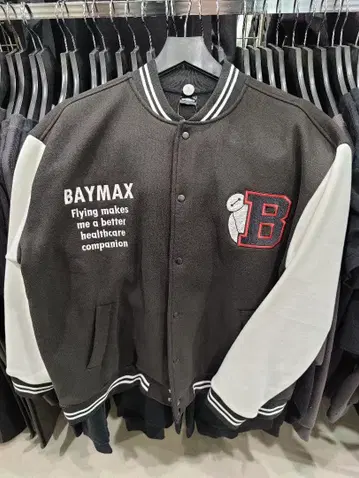 BAYMAX
Flying makes
me a better
healthcare
companion
B